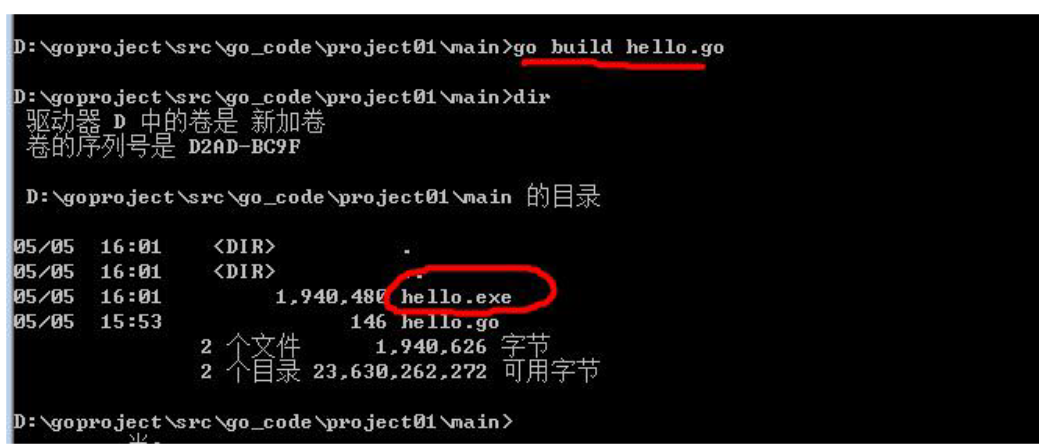 D:\goproject\src\go_code\project01\main>go build hello.go
D:\goproject\src\go_code\project01\main>dir
驱动器 D 中的卷是 新加卷
卷的序列号是 D2AD-BC9F
D:\goproject\src\go_code\project01\main 的目录
05/05  16:01    <DIR>          .
05/05  16:01    <DIR>          ..
05/05  16:01         1,940,480 hello.exe
05/05  15:53               146 hello.go
2 个文件      1,940,626 字节
2 个目录 23,630,262,272 可用字节
D:\goproject\src\go_code\project01\main>